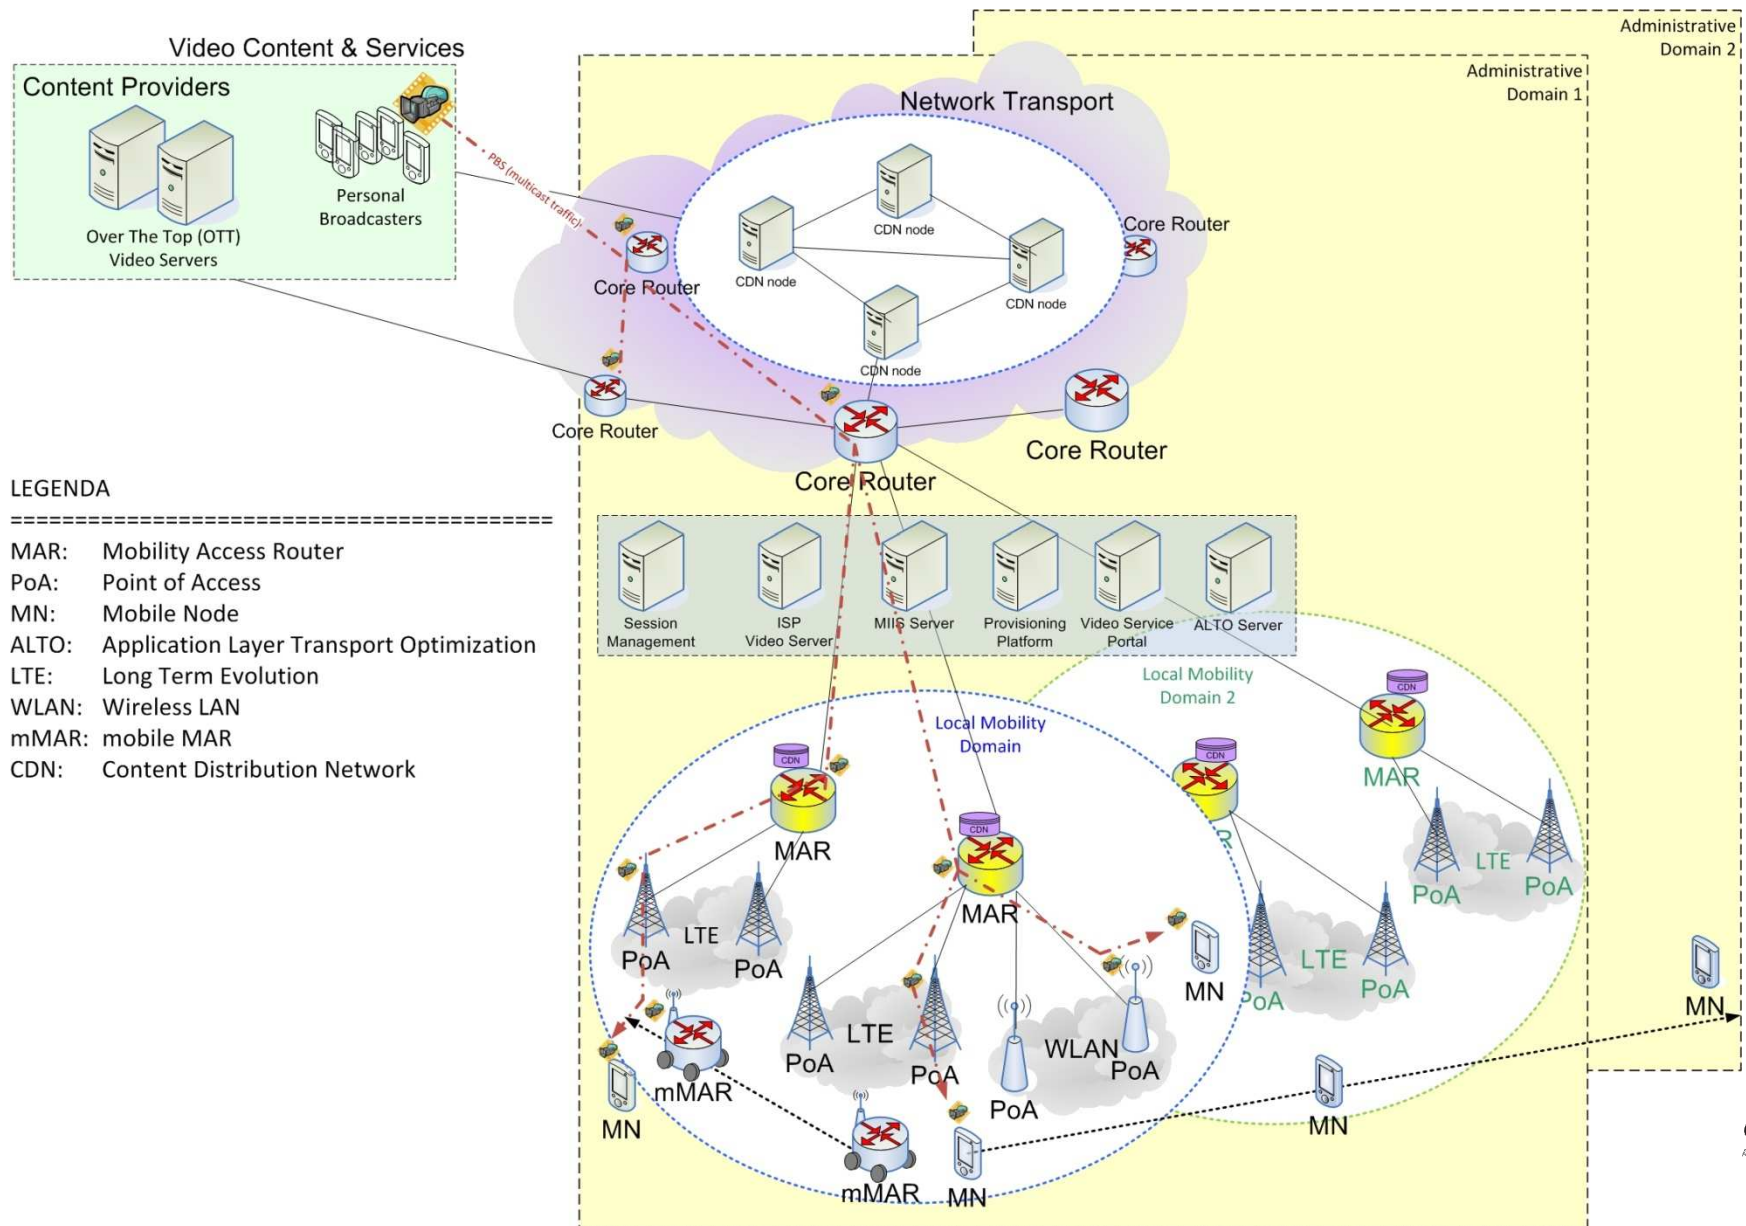 Video Content & Services
Content Providers
Over The Top (OTT)
Video Servers
Personal
Broadcasters
PBS (multicast traffic)
Administrative
Domain 2
Administrative
Domain 1
Network Transport
CDN node
CDN node
CDN node
CDN node
Core Router
Core Router
Core Router
Core Router
Core Router
LEGENDA
==========================================
MAR: Mobility Access Router
PoA: Point of Access
MN: Mobile Node
ALTO: Application Layer Transport Optimization
LTE: Long Term Evolution
WLAN: Wireless LAN
mMAR: mobile MAR
CDN: Content Distribution Network
Session
Management
ISP
Video Server
MIIS Server
Provisioning
Platform
Video Service
Portal
ALTO Server
Local Mobility
Domain 2
Local Mobility
Domain
CDN
MAR
CDN
MAR
CDN
R
CDN
MAR
LTE
PoA
PoA
LTE
PoA
PoA
WLAN
PoA
PoA
LTE
PoA
PoA
LTE
PoA
PoA
MN
mMAR
mMAR
MN
MN
MN
MN